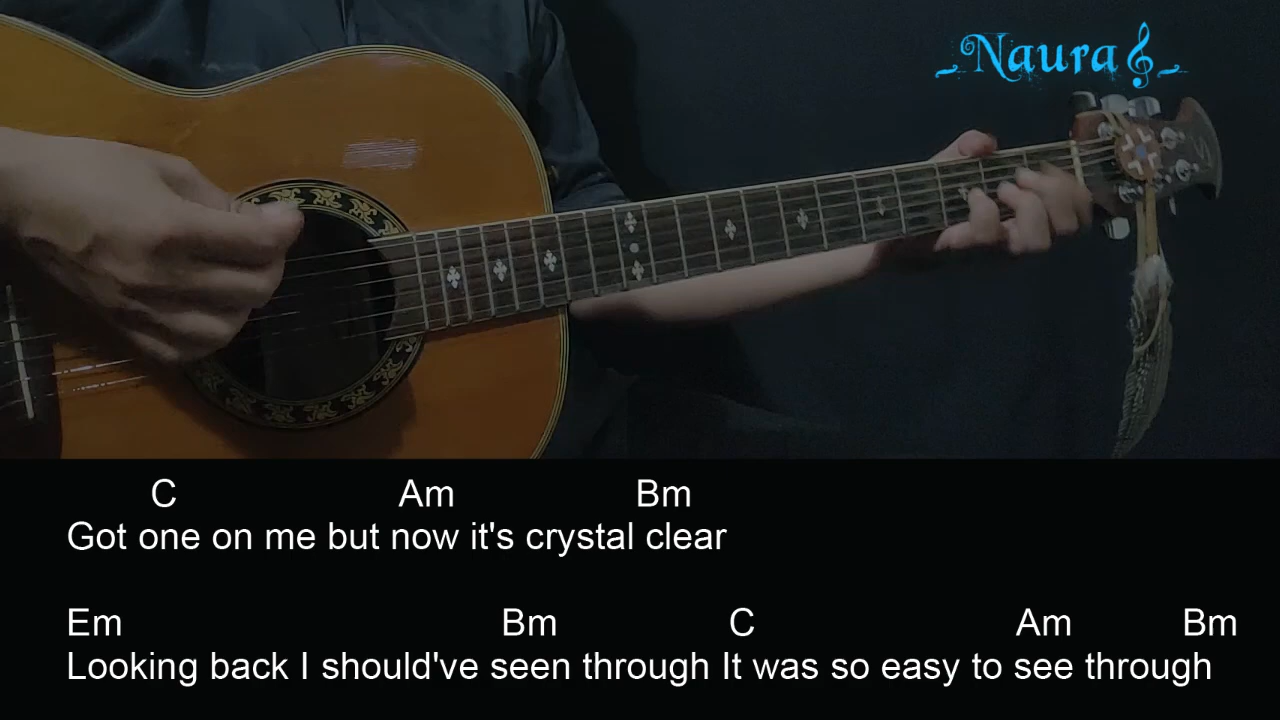 Naura
C Am Bm
Got one on me but now it's crystal clear
Em Bm C Am Bm
Looking back I should've seen through It was so easy to see through